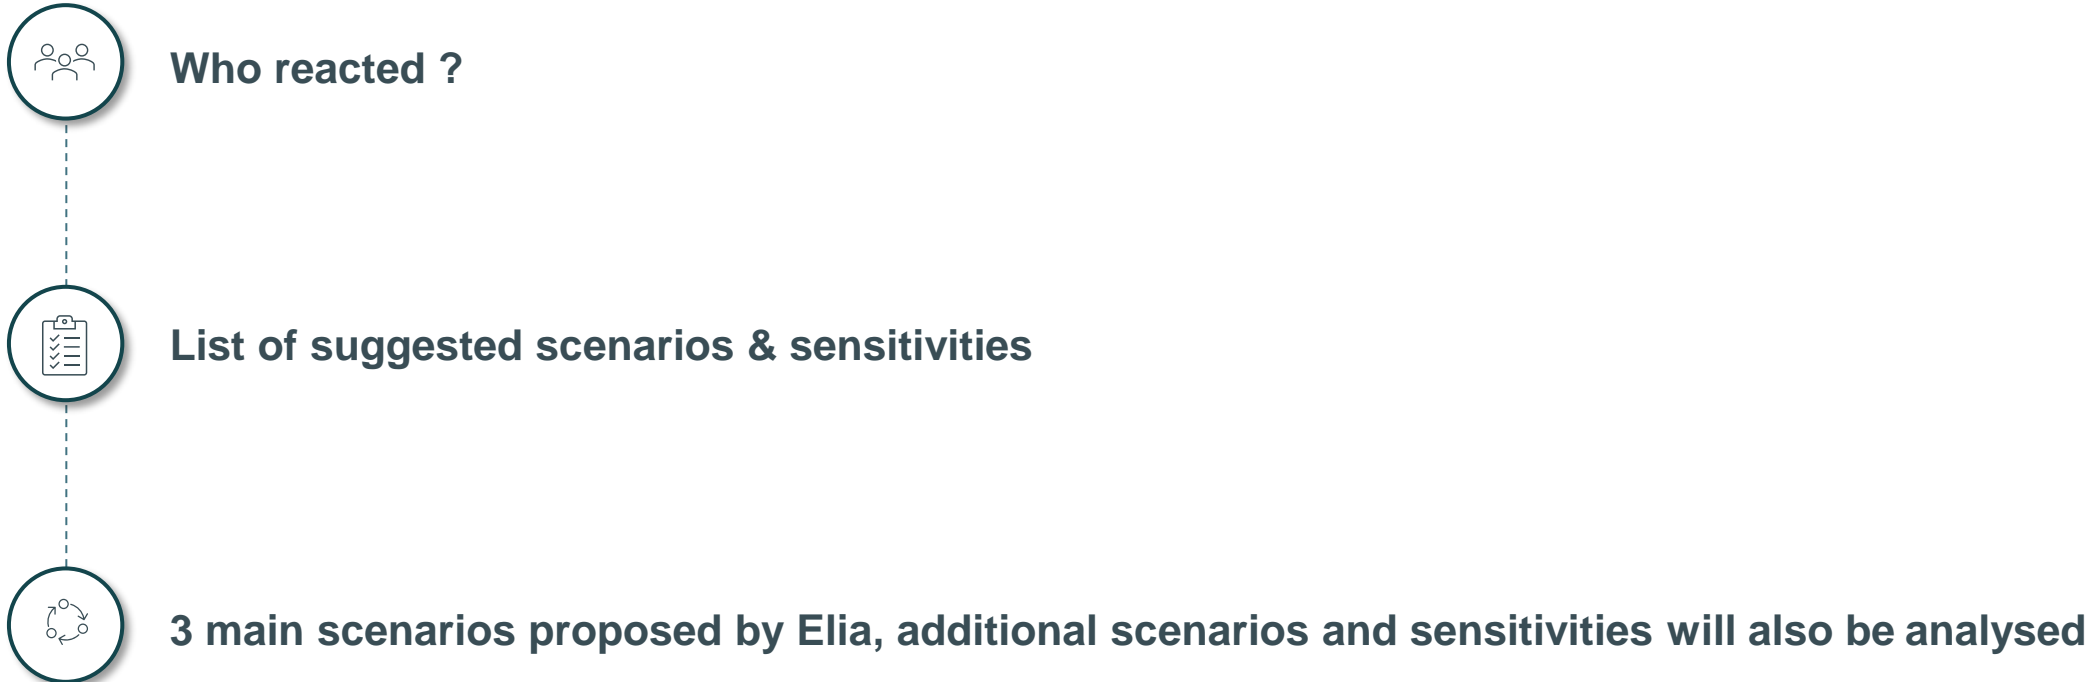 Who reacted ?
List of suggested scenarios & sensitivities
3 main scenarios proposed by Elia, additional scenarios and sensitivities will also be analysed